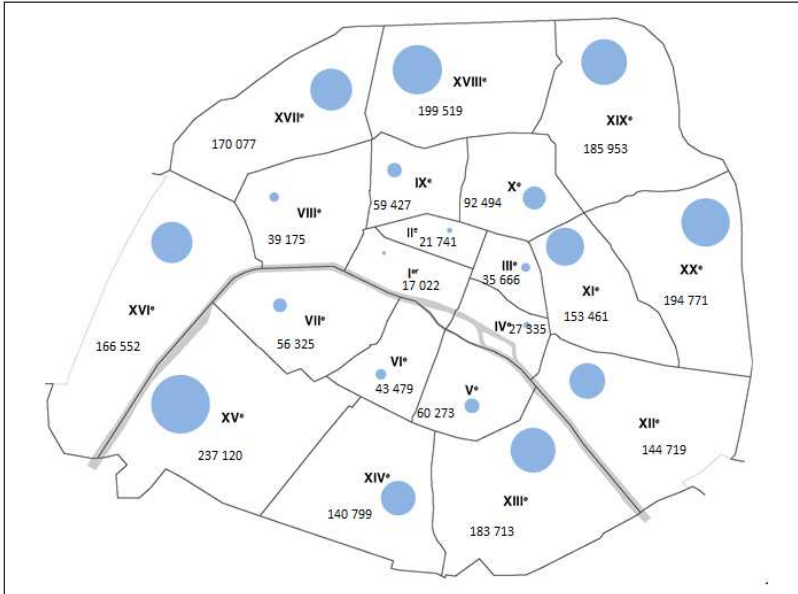 XVIIIᵉ
199 519
XVIIᵉ
170 077
XIXᵉ
185 953
IXᵉ
59 427
Xᵉ
92 494
VIIIᵉ
39 175
IIᵉ
21 741
Iᵉʳ
17 022
IIIᵉ
35 666
XIᵉ
153 461
XXᵉ
194 771
XVIᵉ
166 552
VIIᵉ
56 325
IVᵉ 27 335
VIᵉ
43 479
Vᵉ
60 273
XVᵉ
237 120
XIIᵉ
144 719
XIVᵉ
140 799
XIIIᵉ
183 713